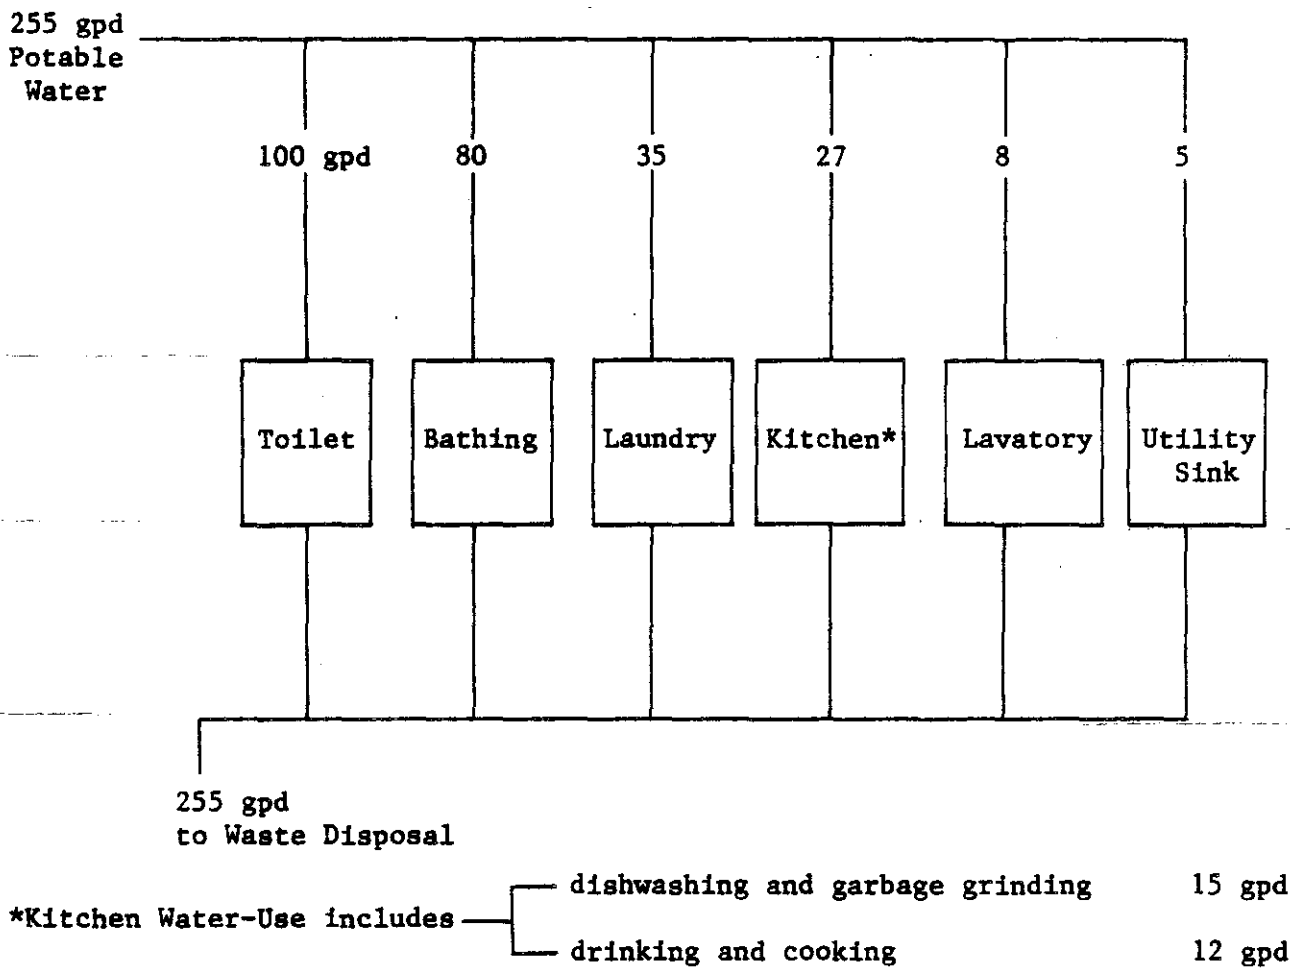 255 gpd
Potable
Water
100 gpd 80 35 27 8 5
Toilet Bathing Laundry Kitchen* Lavatory Utility
Sink
255 gpd
to Waste Disposal
dishwashing and garbage grinding 15 gpd
*Kitchen Water-Use includes
drinking and cooking 12 gpd